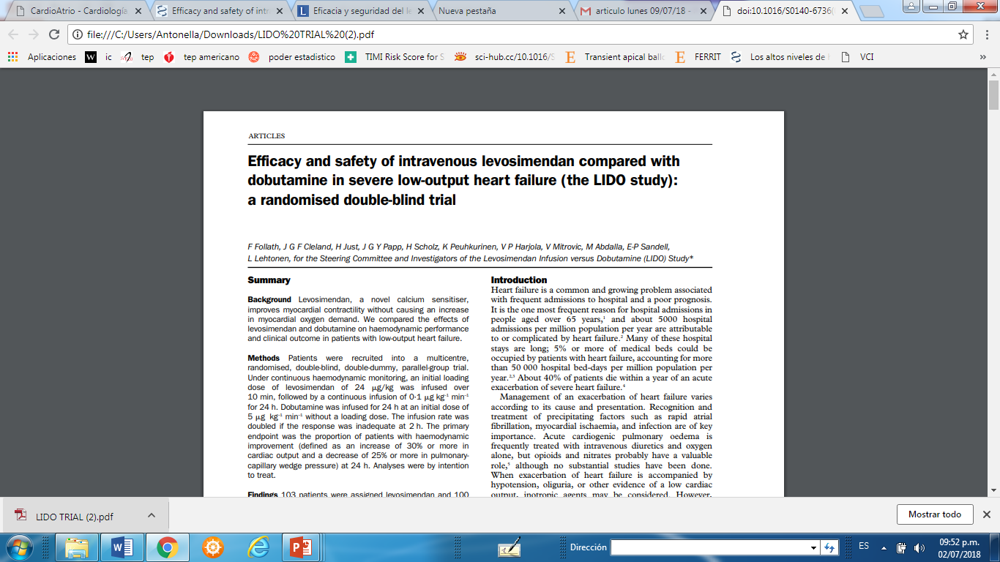 CardioAtrio - Cardiología
Efficacy and safety of intra
Eficacia y seguridad del le
Nueva pestaña
articulo lunes 09/07/18 -
doi:10.1016/S0140-6736(
file:///C:/Users/Antonella/Downloads/LIDO%20TRIAL%20(2).pdf
Aplicaciones W ic tep tep americano poder estadistico TIMI Risk Score for S sci-hub.cc/10.1016/S Transient apical ball E FERRIT Los altos niveles de VCI »
ARTICLES
Efficacy and safety of intravenous levosimendan compared with
dobutamine in severe low-output heart failure (the LIDO study):
a randomised double-blind trial
F Follath, J G F Cleland, H Just, J G Y Papp, H Scholz, K Peuhkurinen, V P Harjola, V Mitrovic, M Abdalla, E-P Sandell,
L Lehtonen, for the Steering Committee and Investigators of the Levosimendan Infusion versus Dobutamine (LIDO) Study*
Summary
Background Levosimendan, a novel calcium sensitiser,
improves myocardial contractility without causing an increase
in myocardial oxygen demand. We compared the effects of
levosimendan and dobutamine on haemodynamic performance
and clinical outcome in patients with low-output heart failure.
Methods Patients were recruited into a multicentre,
randomised, double-blind, double-dummy, parallel-group trial.
Under continuous haemodynamic monitoring, an initial loading
dose of levosimendan of 24 μg/kg was infused over
10 min, followed by a continuous infusion of 0·1 μg kg⁻¹ min⁻¹
for 24 h. Dobutamine was infused for 24 h at an initial dose of
5 μg kg⁻¹ min⁻¹ without a loading dose. The infusion rate was
doubled if the response was inadequate at 2 h. The primary
endpoint was the proportion of patients with haemodynamic
improvement (defined as an increase of 30% or more in
cardiac output and a decrease of 25% or more in pulmonary-
capillary wedge pressure) at 24 h. Analyses were by intention
to treat.
Findings 103 patients were assigned levosimendan and 100
Introduction
Heart failure is a common and growing problem associated
with frequent admissions to hospital and a poor prognosis.
It is the one most frequent reason for hospital admissions in
people aged over 65 years,¹ and about 5000 hospital
admissions per million population per year are attributable
to or complicated by heart failure.² Many of these hospital
stays are long; 5% or more of medical beds could be
occupied by patients with heart failure, accounting for more
than 50 000 hospital bed-days per million population per
year.²,³ About 40% of patients die within a year of an acute
exacerbation of severe heart failure.⁴
Management of an exacerbation of heart failure varies
according to its cause and presentation. Recognition and
treatment of precipitating factors such as rapid atrial
fibrillation, myocardial ischaemia, and infection are of key
importance. Acute cardiogenic pulmonary oedema is
frequently treated with intravenous diuretics and oxygen
alone, but opioids and nitrates probably have a valuable
role,⁵ although no substantial studies have been done.
When exacerbation of heart failure is accompanied by
hypotension, oliguria, or other evidence of a low cardiac
output, inotropic agents may be considered. However,
LIDO TRIAL (2).pdf
Mostrar todo
Dirección
ES
09:52 p.m.
02/07/2018